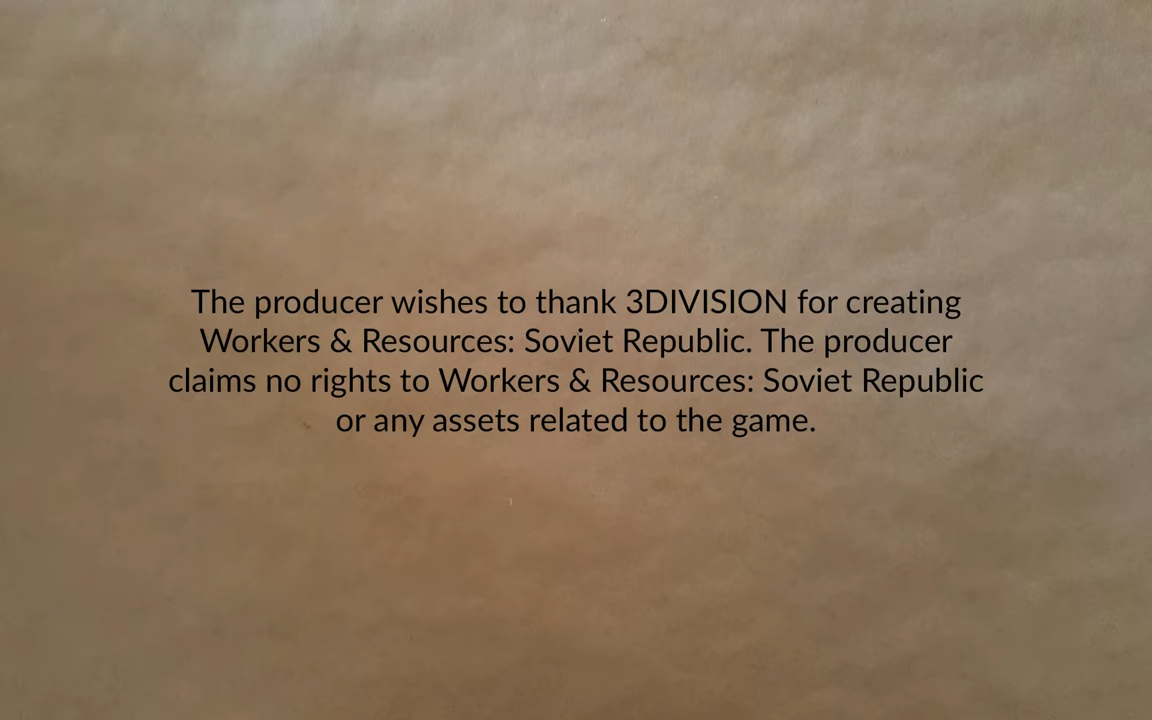 The producer wishes to thank 3DIVISION for creating
Workers & Resources: Soviet Republic. The producer
claims no rights to Workers & Resources: Soviet Republic
or any assets related to the game.